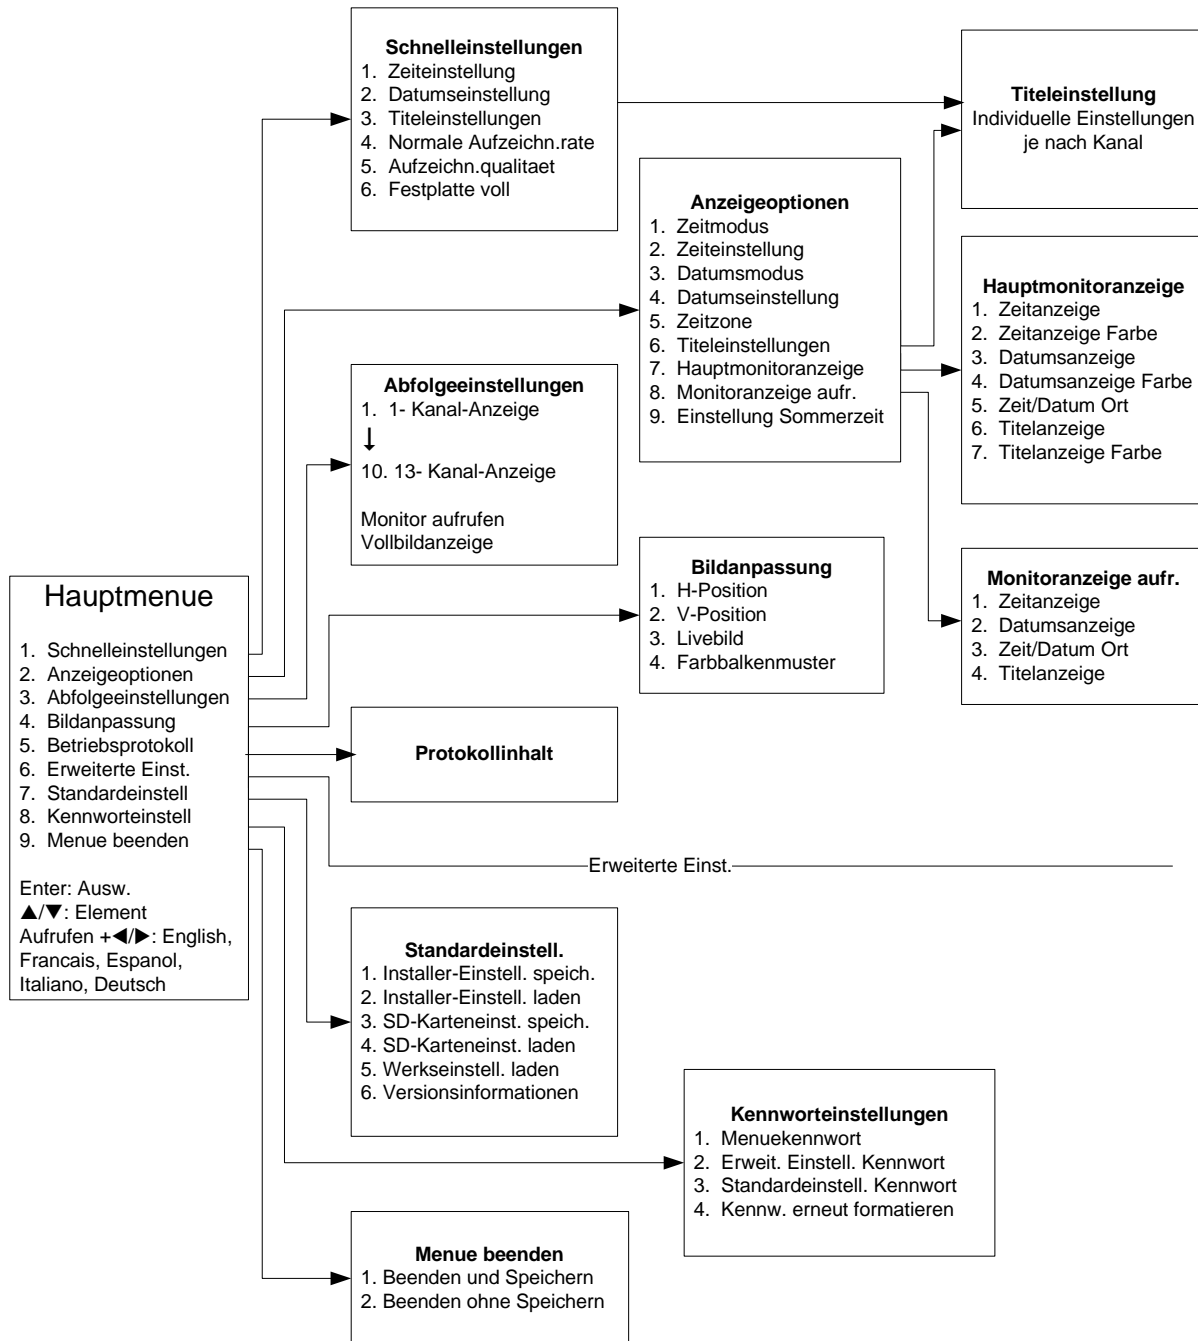 Schnelleinstellungen
1. Zeiteinstellung
2. Datumseinstellung
3. Titeleinstellungen
4. Normale Aufzeichn.rate
5. Aufzeichn.qualitaet
6. Festplatte voll
Titeleinstellung
Individuelle Einstellungen
je nach Kanal
Anzeigeoptionen
1. Zeitmodus
2. Zeiteinstellung
3. Datumsmodus
4. Datumseinstellung
5. Zeitzone
6. Titeleinstellungen
7. Hauptmonitoranzeige
8. Monitoranzeige aufr.
9. Einstellung Sommerzeit
Hauptmonitoranzeige
1. Zeitanzeige
2. Zeitanzeige Farbe
3. Datumsanzeige
4. Datumsanzeige Farbe
5. Zeit/Datum Ort
6. Titelanzeige
7. Titelanzeige Farbe
Abfolgeeinstellungen
1. 1- Kanal-Anzeige
↓
10. 13- Kanal-Anzeige
Monitor aufrufen
Vollbildanzeige
Bildanpassung
1. H-Position
2. V-Position
3. Livebild
4. Farbbalkenmuster
Monitoranzeige aufr.
1. Zeitanzeige
2. Datumsanzeige
3. Zeit/Datum Ort
4. Titelanzeige
Hauptmenue
1. Schnelleinstellungen
2. Anzeigeoptionen
3. Abfolgeeinstellungen
4. Bildanpassung
5. Betriebsprotokoll
6. Erweiterte Einst.
7. Standardeinstell
8. Kennworteinstell
9. Menue beenden
Enter: Ausw.
▲/▼: Element
Aufrufen +◀/▶: English,
Francais, Espanol,
Italiano, Deutsch
Protokollinhalt
Erweiterte Einst.
Standardeinstell.
1. Installer-Einstell. speich.
2. Installer-Einstell. laden
3. SD-Karteneinst. speich.
4. SD-Karteneinst. laden
5. Werkseinstell. laden
6. Versionsinformationen
Kennworteinstellungen
1. Menuekennwort
2. Erweit. Einstell. Kennwort
3. Standardeinstell. Kennwort
4. Kennw. erneut formatieren
Menue beenden
1. Beenden und Speichern
2. Beenden ohne Speichern